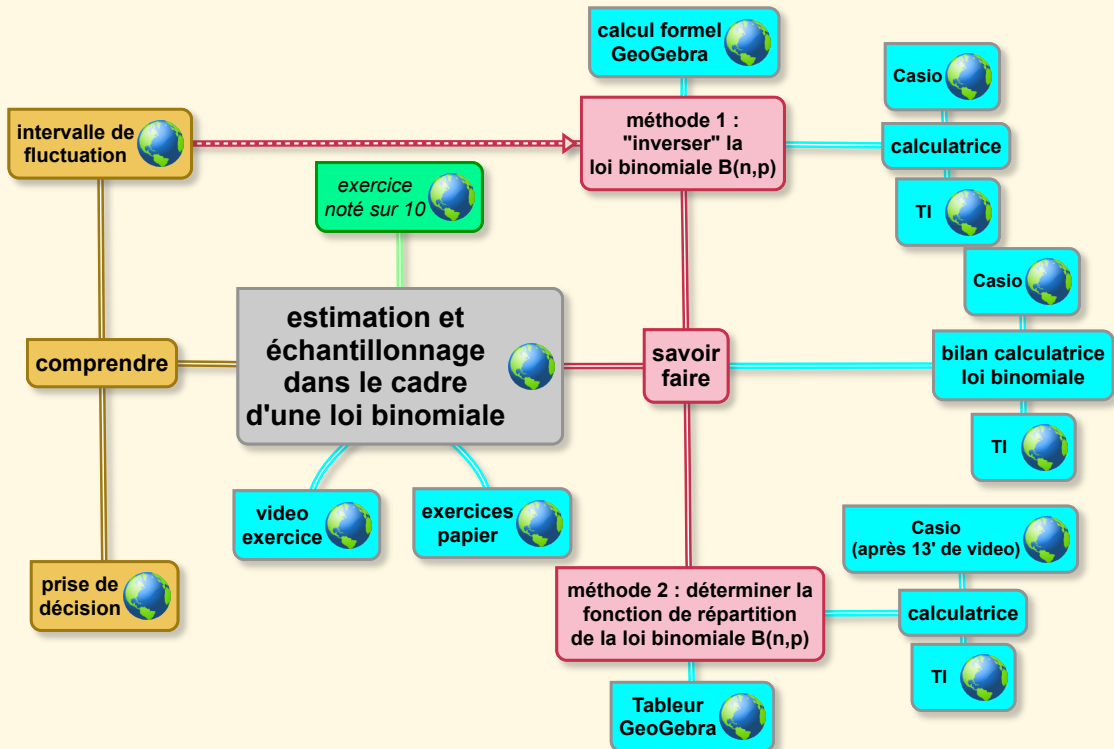 calcul formel
GeoGebra
Casio
intervalle de
fluctuation
méthode 1 :
"inverser" la
loi binomiale B(n,p)
calculatrice
exercice
noté sur 10
TI
Casio
estimation et
échantillonnage
dans le cadre
d'une loi binomiale
comprendre
savoir
faire
bilan calculatrice
loi binomiale
TI
video
exercice
exercices
papier
Casio
(après 13' de video)
prise de
décision
méthode 2 : déterminer la
fonction de répartition
de la loi binomiale B(n,p)
calculatrice
TI
Tableur
GeoGebra